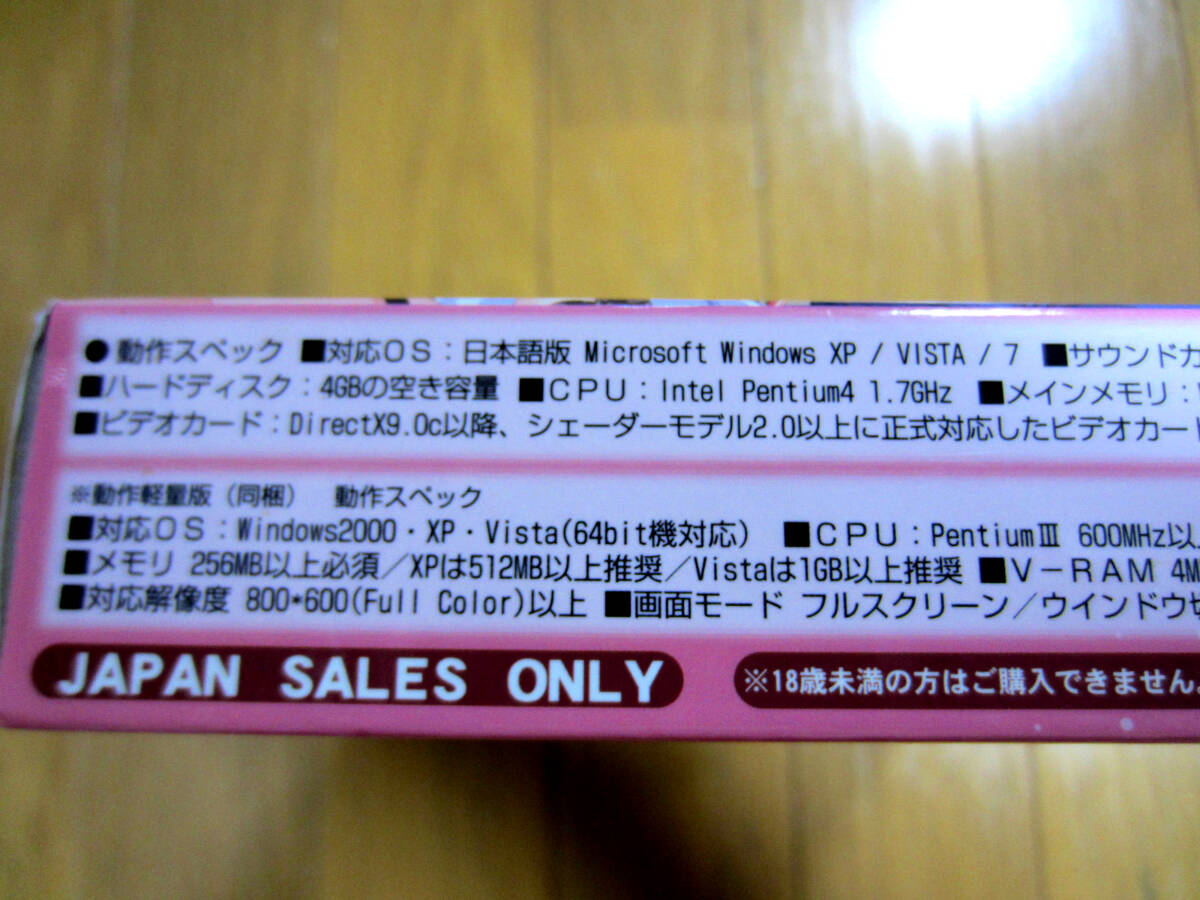 ● 動作スペック ■対応OS：日本語版 Microsoft Windows XP / VISTA / 7 ■サウンドカ
■ハードディスク：4GBの空き容量 ■CPU：Intel Pentium4 1.7GHz ■メインメモリ：
■ビデオカード：DirectX9.0c以降、シェーダーモデル2.0以上に正式対応したビデオカー
※動作軽量版（同梱） 動作スペック
■対応OS：Windows2000・XP・Vista(64bit機対応) ■CPU：PentiumⅢ 600MHz以
■メモリ 256MB以上必須／XPは512MB以上推奨／Vistaは1GB以上推奨 ■V-RAM 4M
■対応解像度 800*600(Full Color)以上 ■画面モード フルスクリーン／ウインドウ切
JAPAN SALES ONLY
※18歳未満の方はご購入できません。